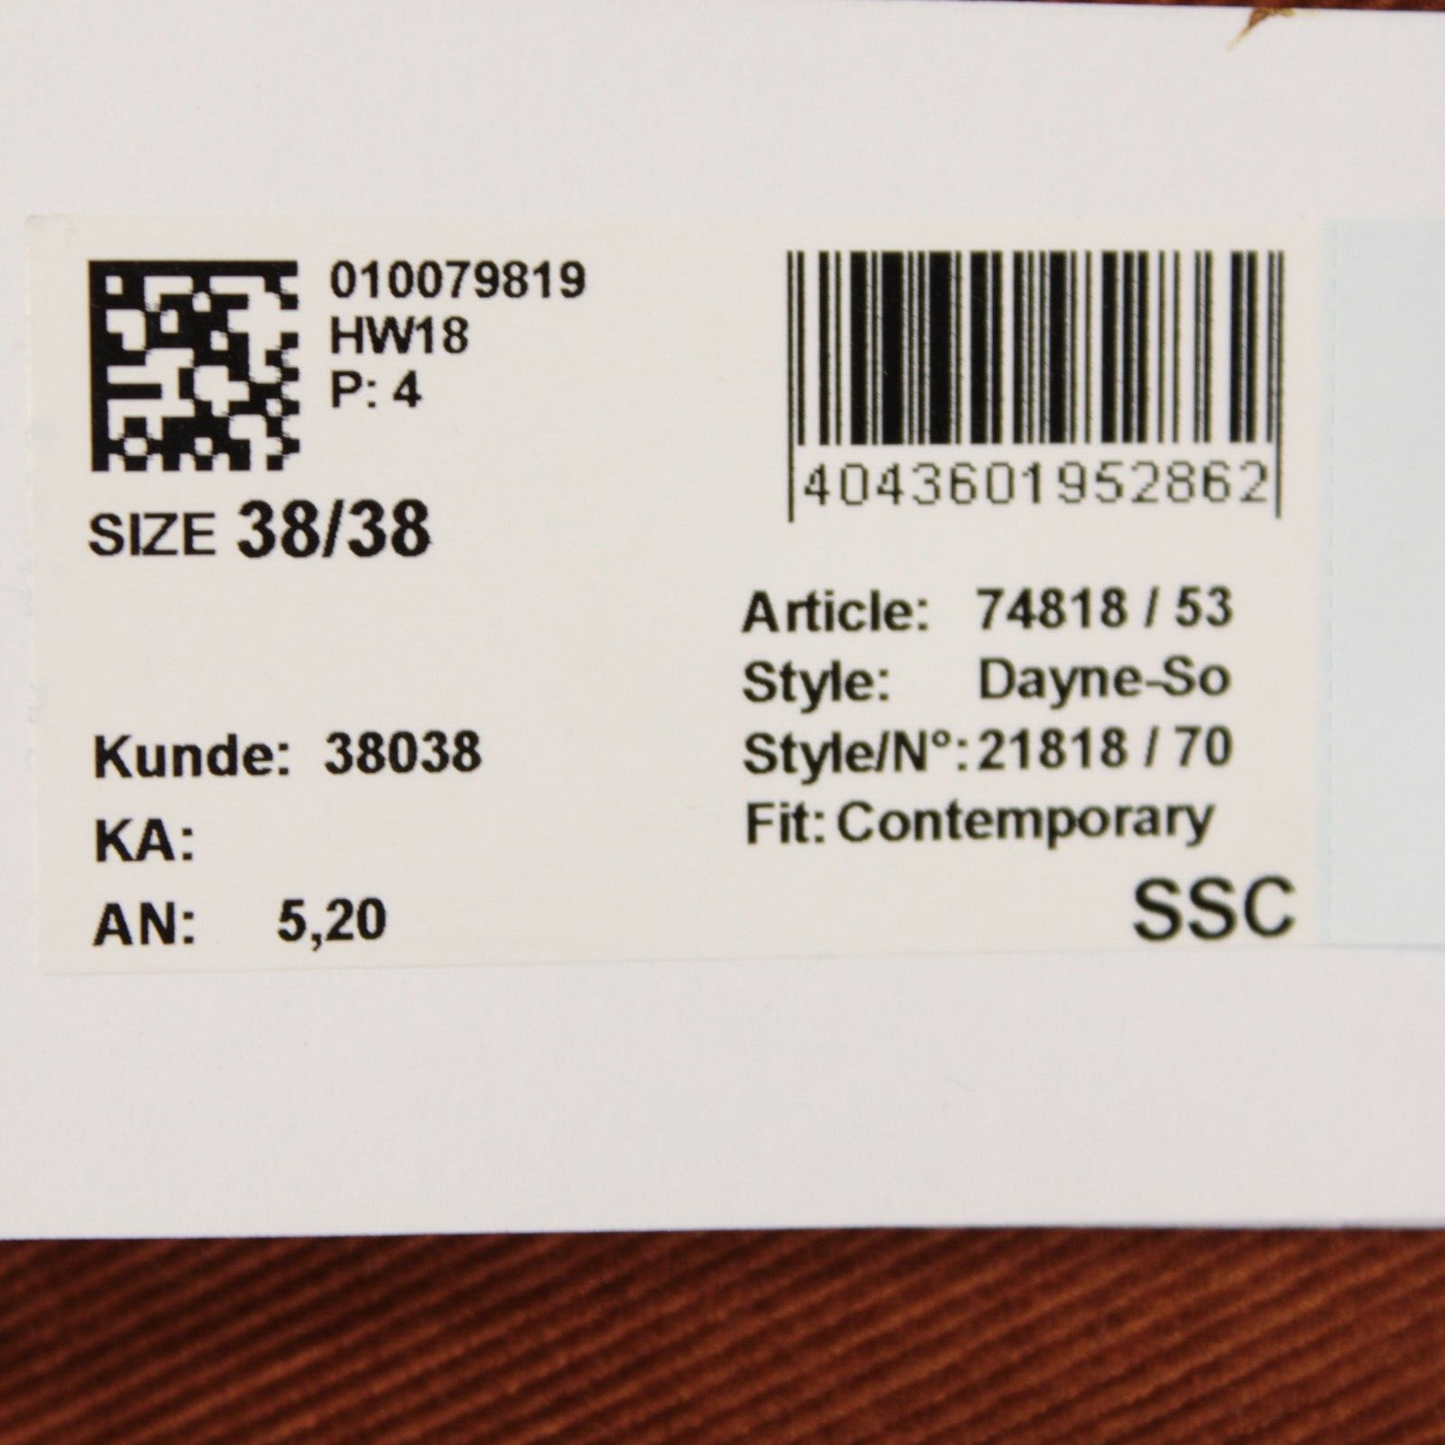 010079819
HW18
P: 4
SIZE 38/38
Kunde: 38038
KA:
AN: 5,20
4043601952862
Article: 74818 / 53
Style: Dayne-So
Style/N°: 21818 / 70
Fit: Contemporary
SSC